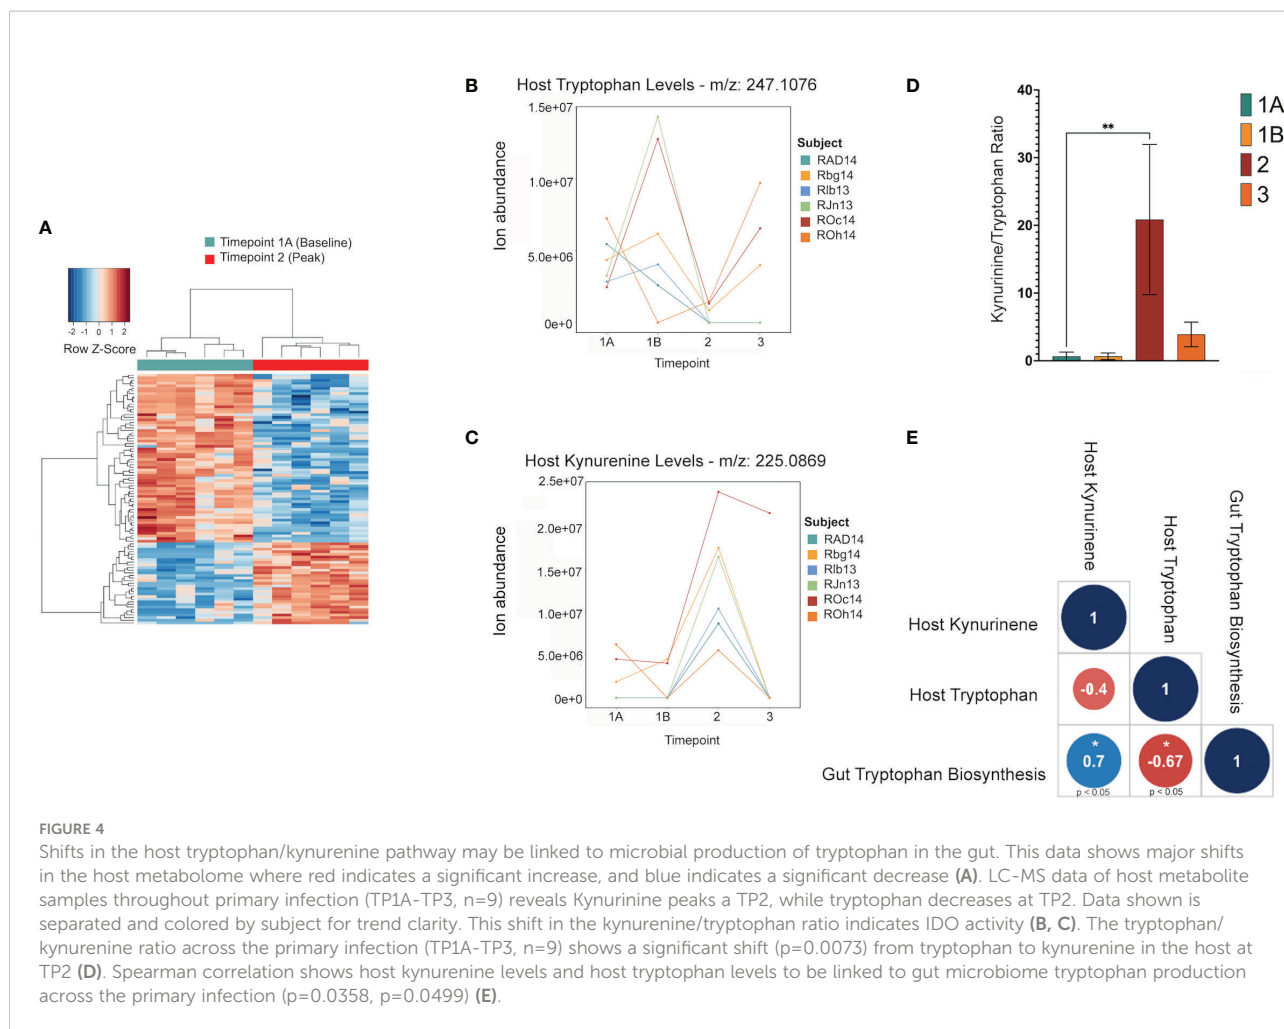 A
Timepoint 1A (Baseline)
Timepoint 2 (Peak)
-2 -1 0 1 2
Row Z-Score
B
Host Tryptophan Levels - m/z: 247.1076
Ion abundance
1.5e+07
1.0e+07
5.0e+06
0e+0
1A 1B 2 3
Timepoint
Subject
RAD14
Rbg14
Rlb13
RJn13
ROc14
ROh14
C
Host Kynurenine Levels - m/z: 225.0869
Ion abundance
2.5e+07
2.0e+07
1.5e+07
1.0e+07
5.0e+06
0e+0
1A 1B 2 3
Timepoint
Subject
RAD14
Rbg14
Rlb13
RJn13
ROc14
ROh14
D
Kynurinine/Tryptophan Ratio
40
30
20
10
0
**
1A
1B
2
3
E
Host Kynurinene
Host Tryptophan
Gut Tryptophan Biosynthesis
Host Kynurinene
1
Host Tryptophan
-0.4 1
Gut Tryptophan Biosynthesis
* *
0.7 -0.67 1
p < 0.05 p < 0.05
FIGURE 4
Shifts in the host tryptophan/kynurenine pathway may be linked to microbial production of tryptophan in the gut. This data shows major shifts
in the host metabolome where red indicates a significant increase, and blue indicates a significant decrease (A). LC-MS data of host metabolite
samples throughout primary infection (TP1A-TP3, n=9) reveals Kynurinine peaks a TP2, while tryptophan decreases at TP2. Data shown is
separated and colored by subject for trend clarity. This shift in the kynurenine/tryptophan ratio indicates IDO activity (B, C). The tryptophan/
kynurenine ratio across the primary infection (TP1A-TP3, n=9) shows a significant shift (p=0.0073) from tryptophan to kynurenine in the host at
TP2 (D). Spearman correlation shows host kynurenine levels and host tryptophan levels to be linked to gut microbiome tryptophan production
across the primary infection (p=0.0358, p=0.0499) (E).